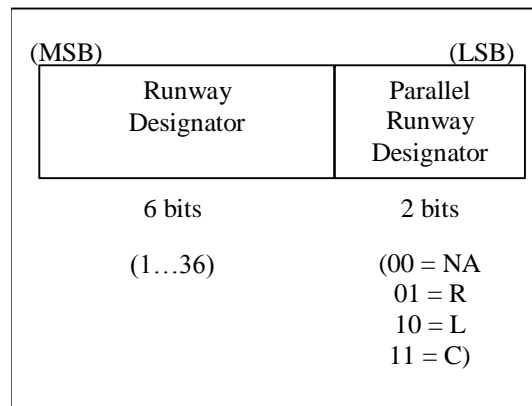 (MSB) (LSB)
Runway
Designator
Parallel
Runway
Designator
6 bits 2 bits
(1…36) (00 = NA
01 = R
10 = L
11 = C)